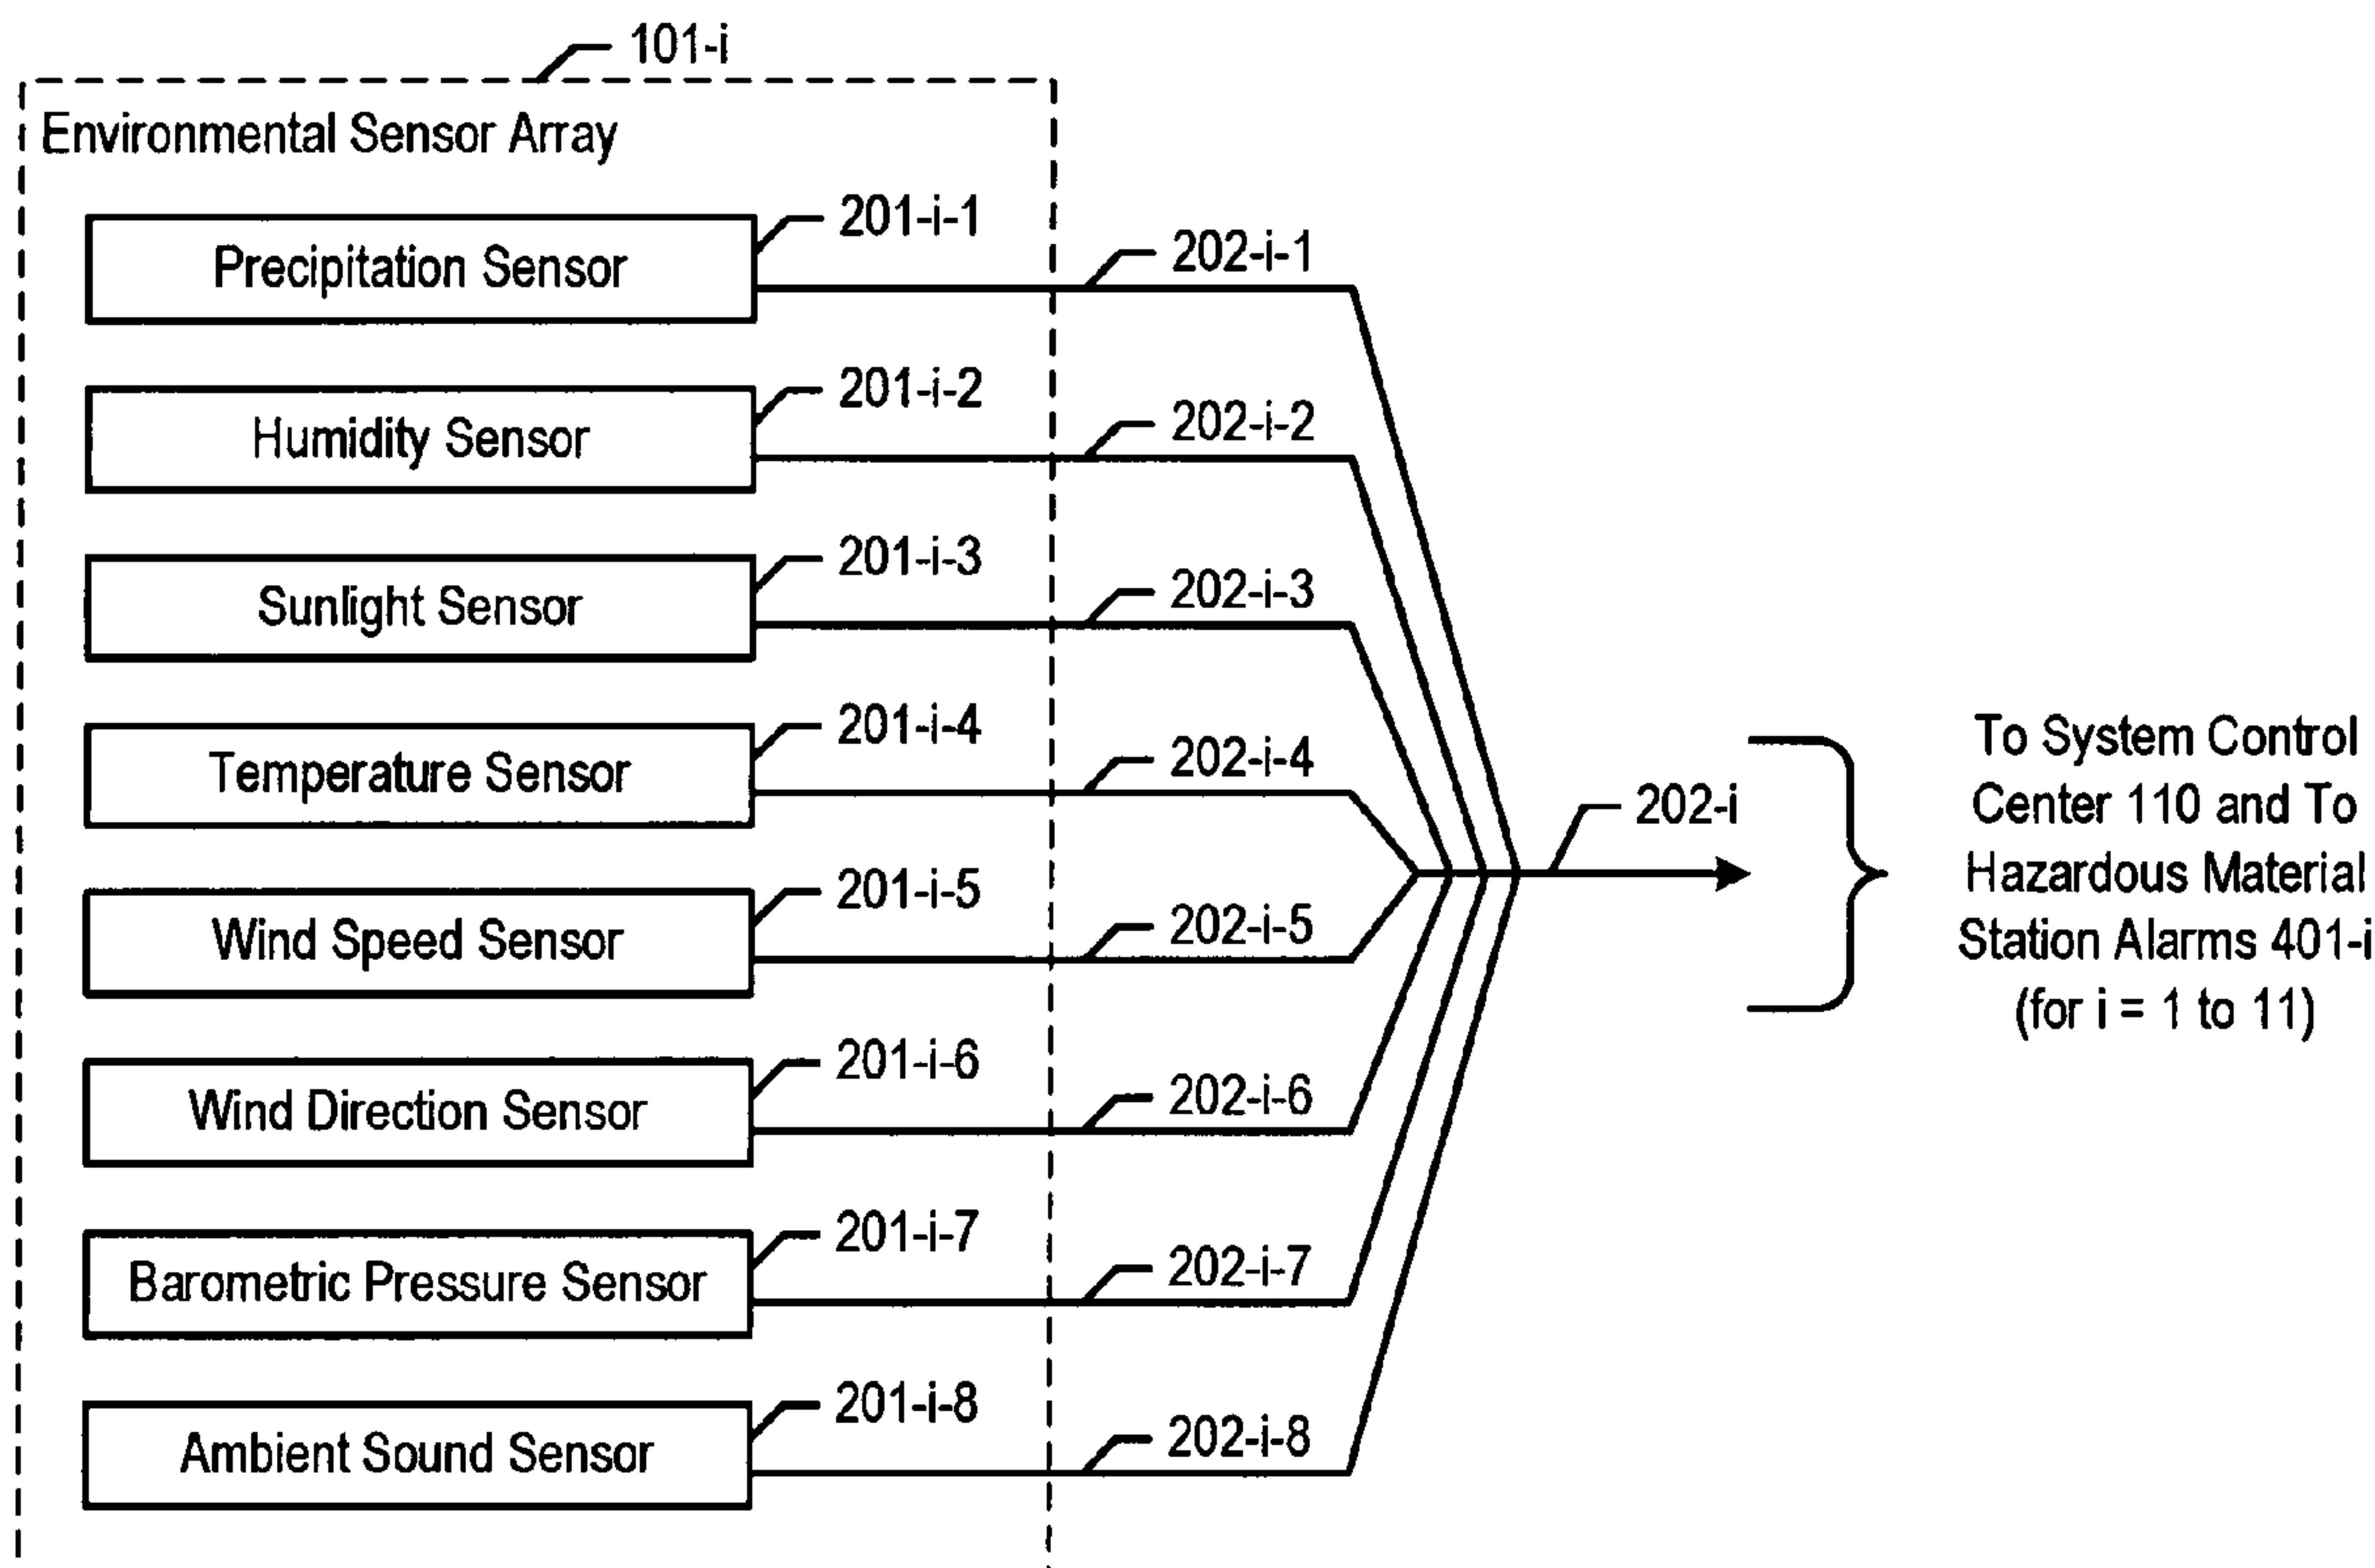 101-i
Environmental Sensor Array
201-i-1
Precipitation Sensor
202-i-1
201-i-2
Humidity Sensor
202-i-2
201-i-3
Sunlight Sensor
202-i-3
201-i-4
Temperature Sensor
202-i-4
201-i-5
Wind Speed Sensor
202-i-5
201-i-6
Wind Direction Sensor
202-i-6
201-i-7
Barometric Pressure Sensor
202-i-7
201-i-8
Ambient Sound Sensor
202-i-8
202-i
To System Control
Center 110 and To
Hazardous Material
Station Alarms 401-i
(for i = 1 to 11)